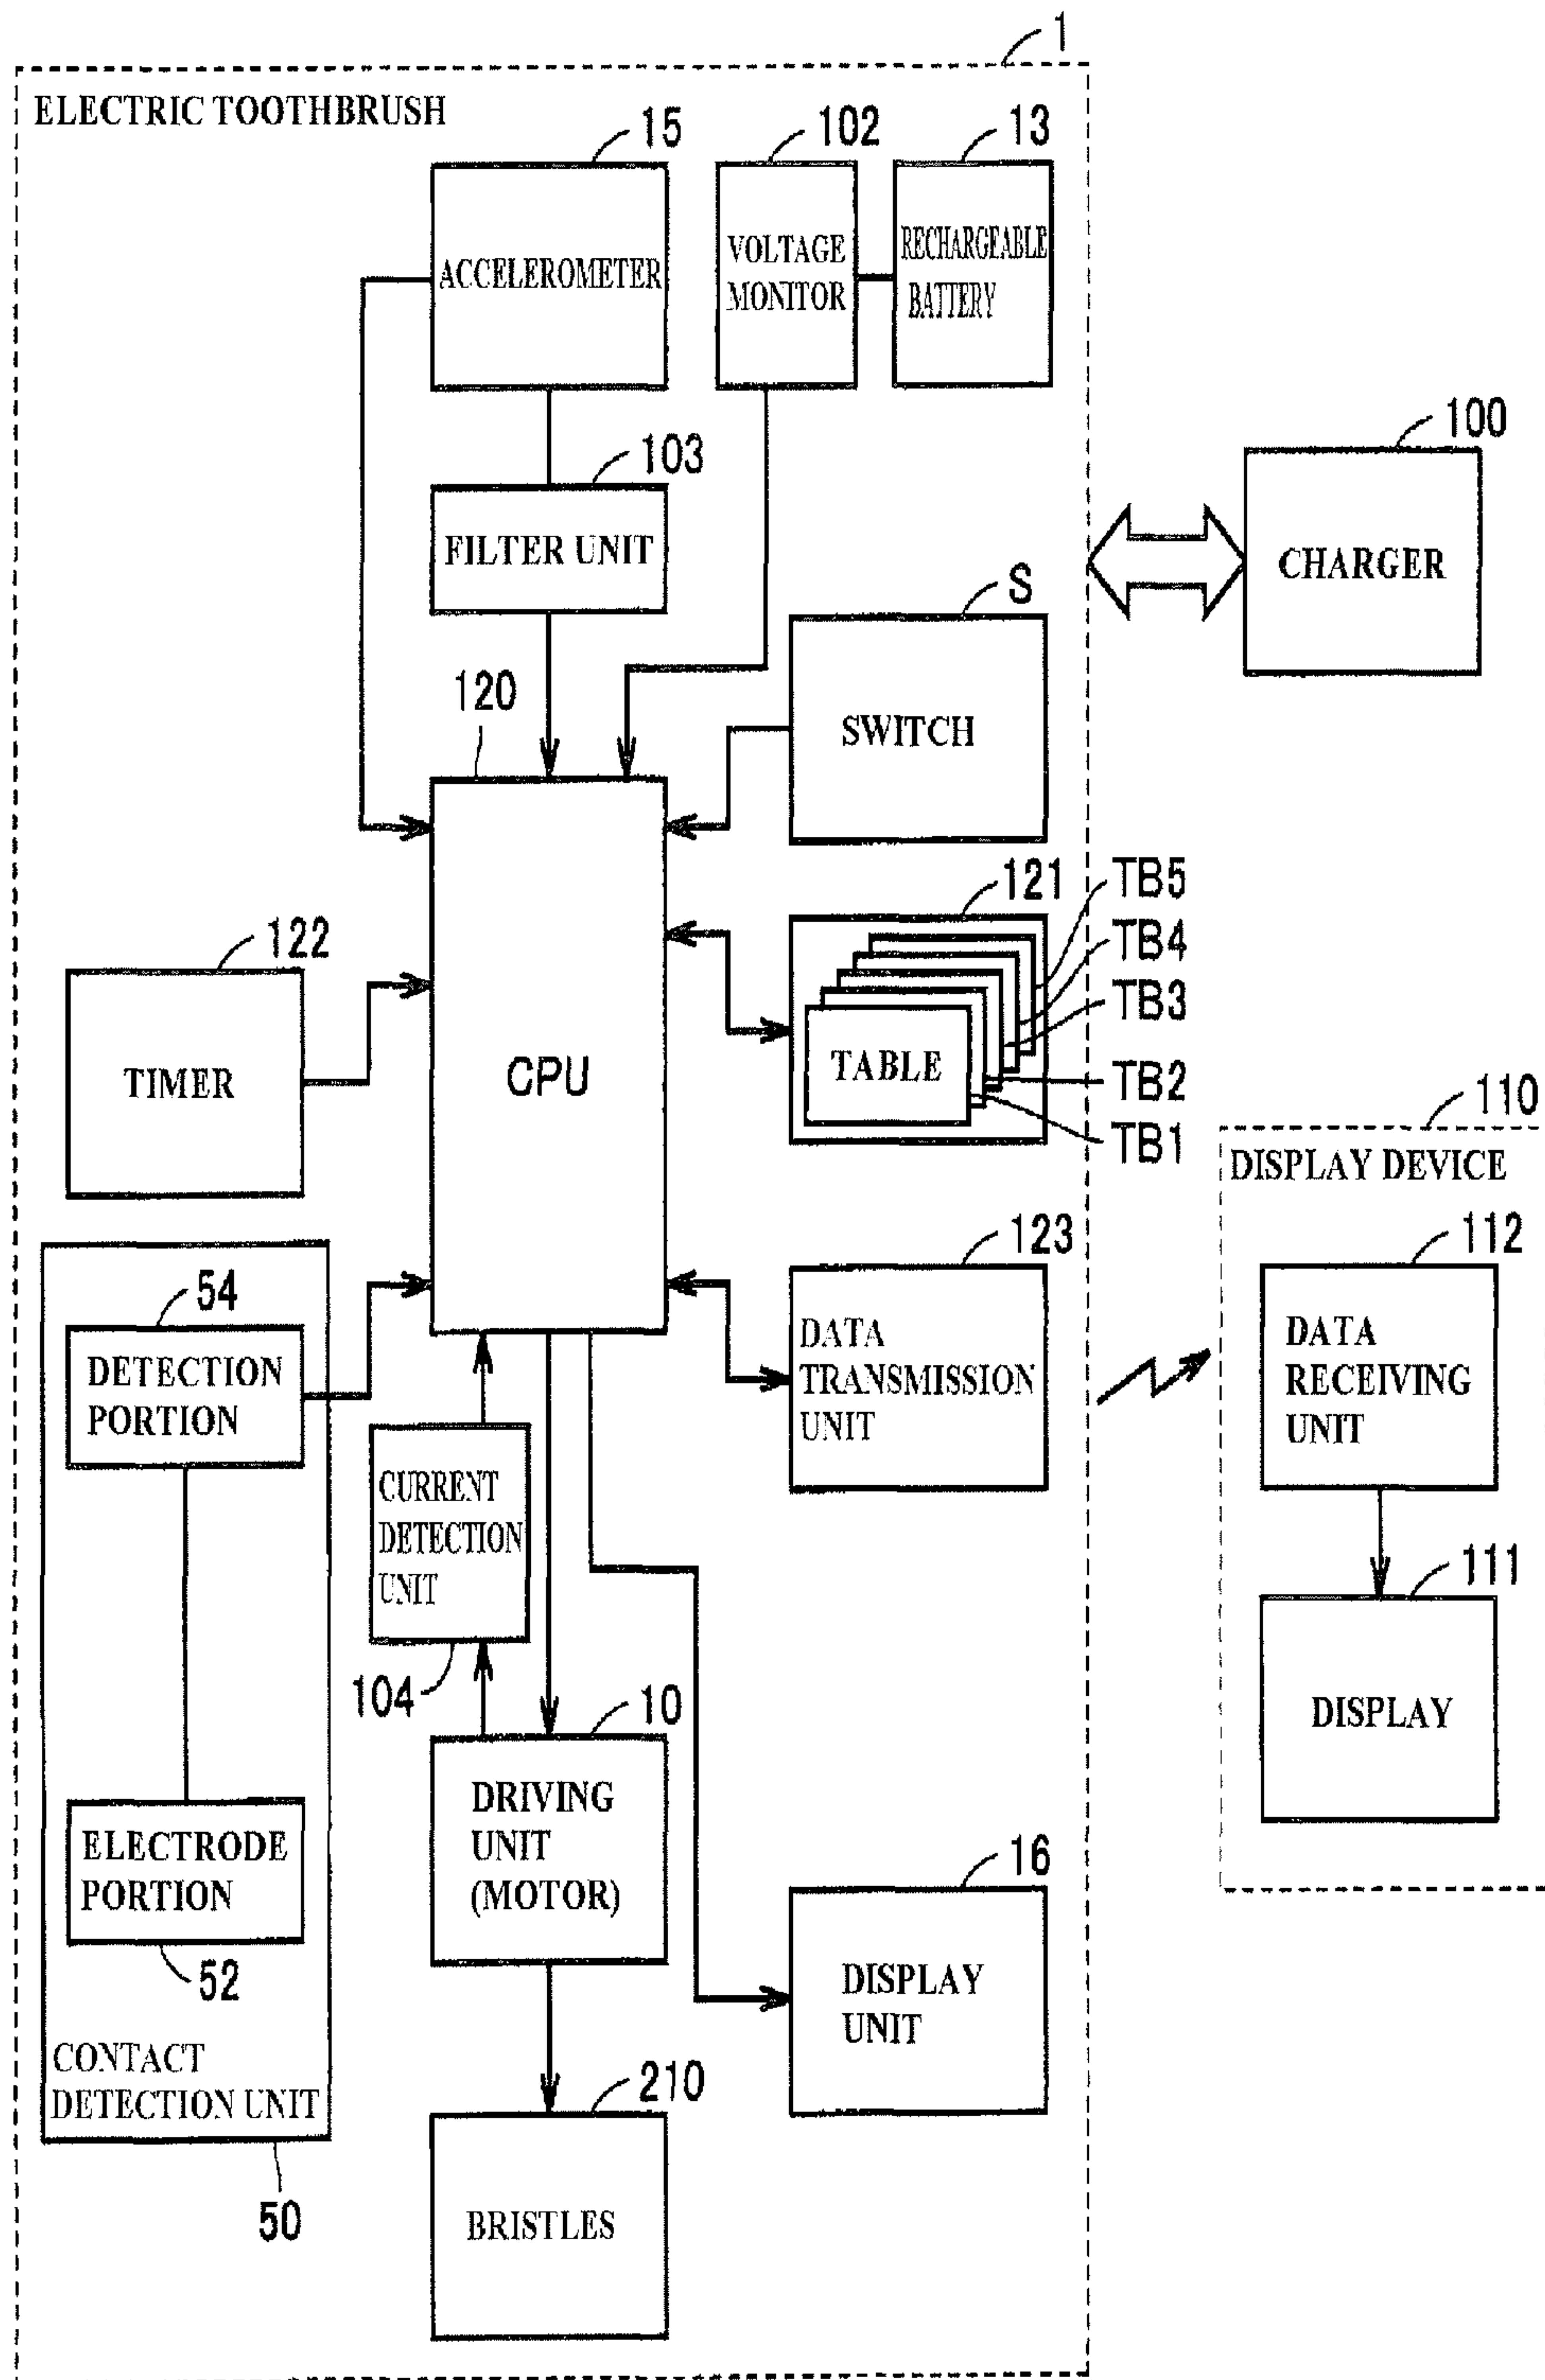 1
ELECTRIC TOOTHBRUSH
15
102
13
ACCELEROMETER
VOLTAGE
MONITOR
RECHARGEABLE
BATTERY
100
CHARGER
103
FILTER UNIT
S
SWITCH
120
CPU
121
TB5
TB4
TB3
TB2
TB1
TABLE
122
TIMER
110
DISPLAY DEVICE
123
DATA
TRANSMISSION
UNIT
112
DATA
RECEIVING
UNIT
54
DETECTION
PORTION
CURRENT
DETECTION
UNIT
104
111
DISPLAY
10
DRIVING
UNIT
(MOTOR)
ELECTRODE
PORTION
52
16
DISPLAY
UNIT
CONTACT
DETECTION UNIT
50
210
BRISTLES